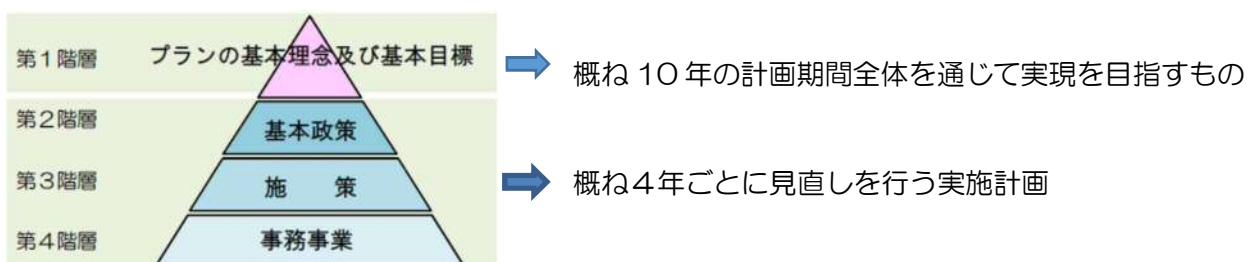 第1階層
プランの基本理念及び基本目標
概ね 10 年の計画期間全体を通じて実現を目指すもの
第2階層
基本政策
第3階層
施 策
概ね4年ごとに見直しを行う実施計画
第4階層
事務事業